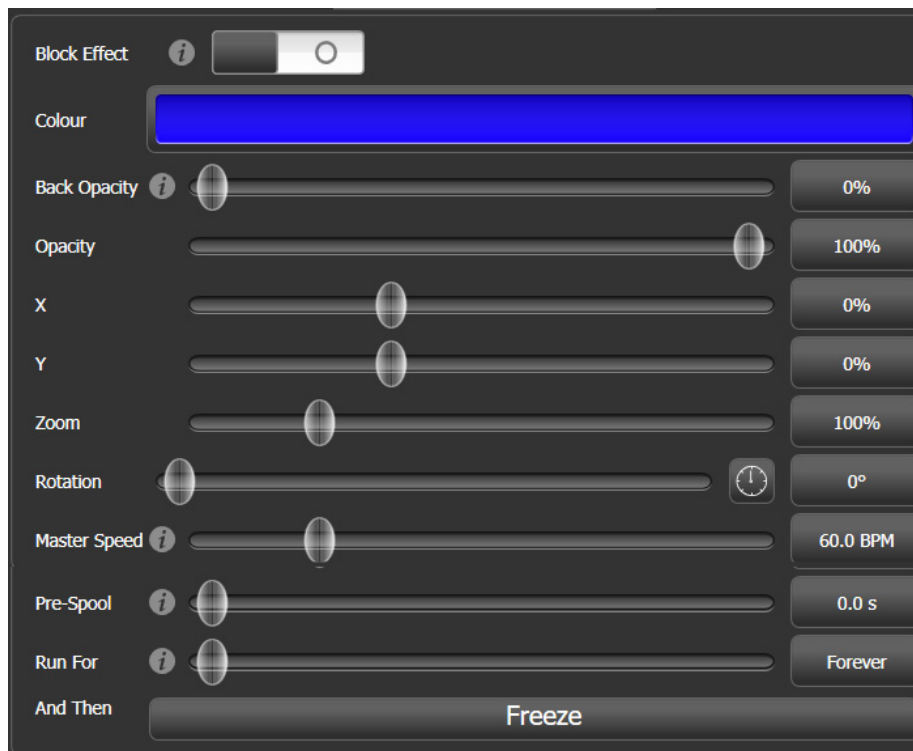 Block Effect i
Colour
Back Opacity i 0%
Opacity 100%
X 0%
Y 0%
Zoom 100%
Rotation 0°
Master Speed i 60.0 BPM
Pre-Spool i 0.0 s
Run For i Forever
And Then Freeze